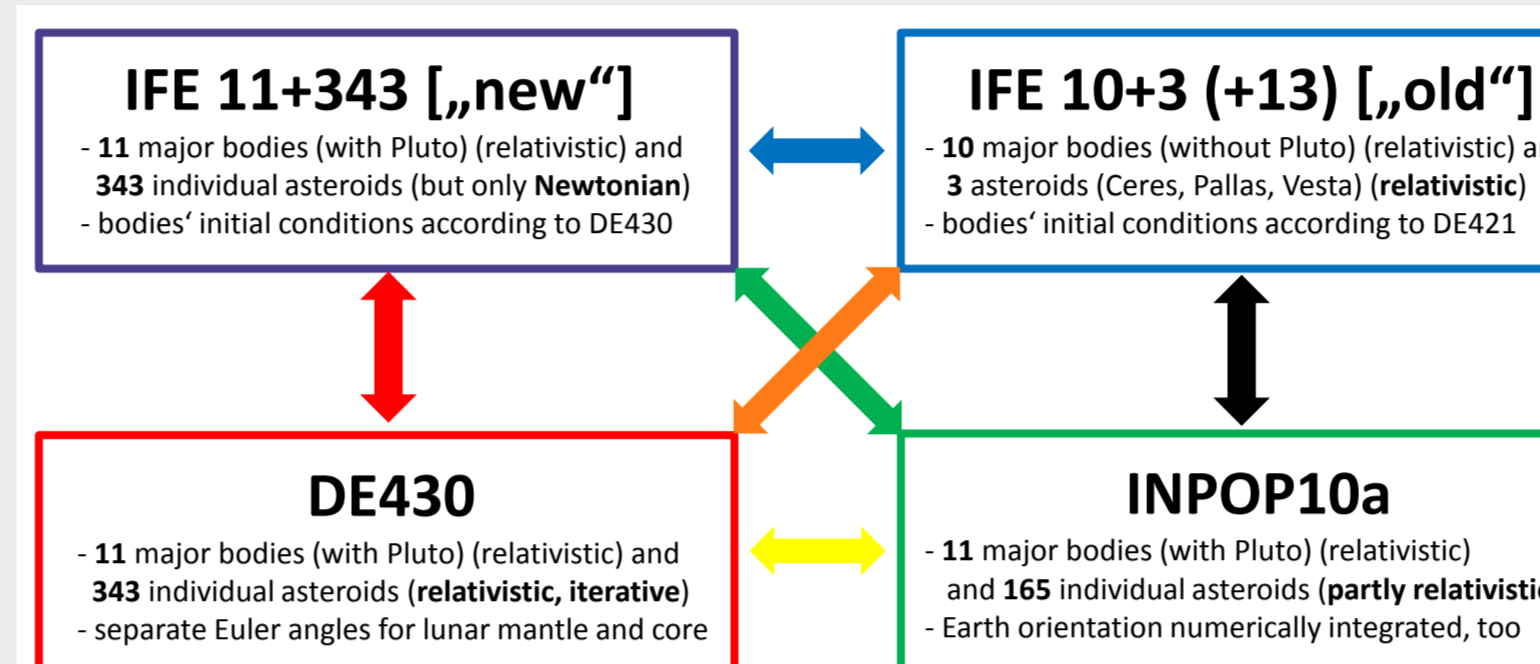 IFE 11+343 [„new“]
- 11 major bodies (with Pluto) (relativistic) and
343 individual asteroids (but only Newtonian)
- bodies‘ initial conditions according to DE430
IFE 10+3 (+13) [„old“]
- 10 major bodies (without Pluto) (relativistic) a
3 asteroids (Ceres, Pallas, Vesta) (relativistic)
- bodies‘ initial conditions according to DE421
DE430
- 11 major bodies (with Pluto) (relativistic) and
343 individual asteroids (relativistic, iterative)
- separate Euler angles for lunar mantle and core
INPOP10a
- 11 major bodies (with Pluto) (relativistic)
and 165 individual asteroids (partly relativistic
- Earth orientation numerically integrated, too